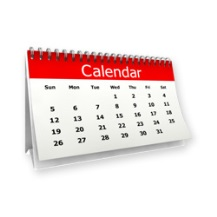 Calendar
Sun Mon Tue Wed Thu Fri Sat
1 2 3 4
5 6 7 8 9 10 11
12 13 14 15 16 17 18
19 20 21 22 23 24 25
26 27 28 29 30 31